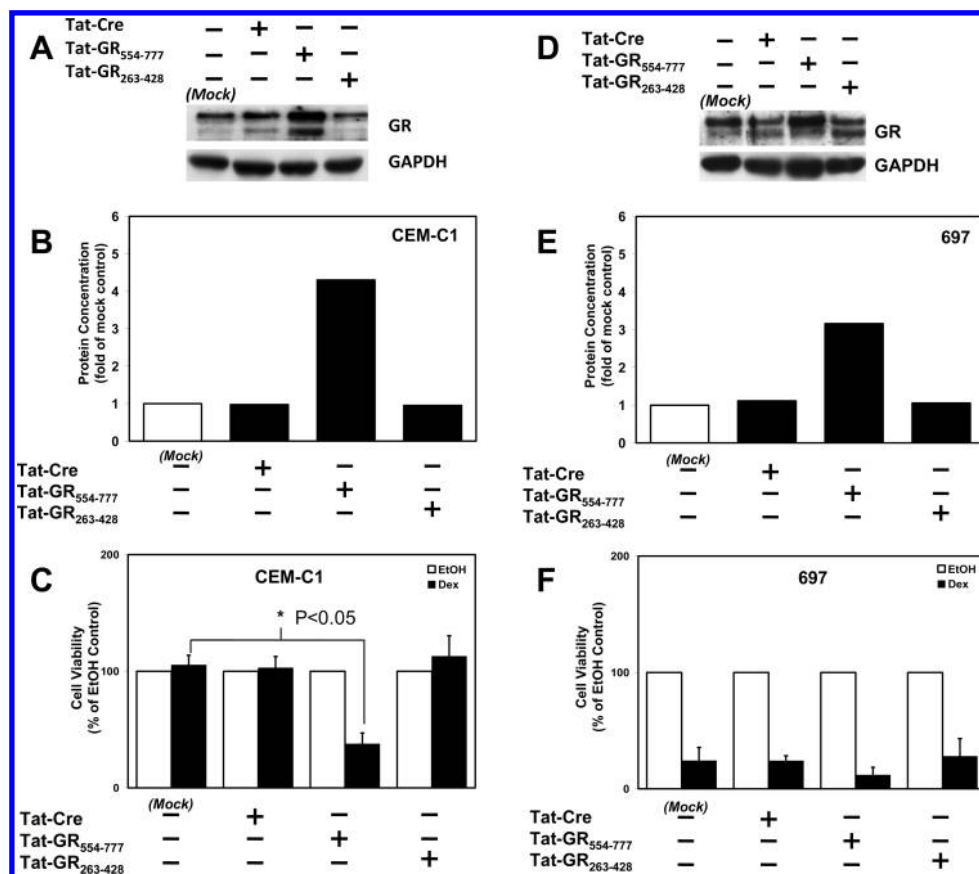 A
Tat-Cre – + – –
Tat-GR554-777 – – + –
Tat-GR263-428 – – – +
(Mock)
GR
GAPDH
B
CEM-C1
Protein Concentration
(fold of mock control)
6
5
4
3
2
1
0
(Mock)
Tat-Cre – + – –
Tat-GR554-777 – – + –
Tat-GR263-428 – – – +
C
CEM-C1
EtOH
Dex
* P<0.05
Cell Viability
(% of EtOH Control)
200
100
0
(Mock)
Tat-Cre – + – –
Tat-GR554-777 – – + –
Tat-GR263-428 – – – +
D
Tat-Cre – + – –
Tat-GR554-777 – – + –
Tat-GR263-428 – – – +
(Mock)
GR
GAPDH
E
697
Protein Concentration
(fold of mock control)
6
5
4
3
2
1
0
(Mock)
Tat-Cre – + – –
Tat-GR554-777 – – + –
Tat-GR263-428 – – – +
F
697
EtOH
Dex
Cell Viability
(% of EtOH Control)
200
100
0
(Mock)
Tat-Cre – + – –
Tat-GR554-777 – – + –
Tat-GR263-428 – – – +